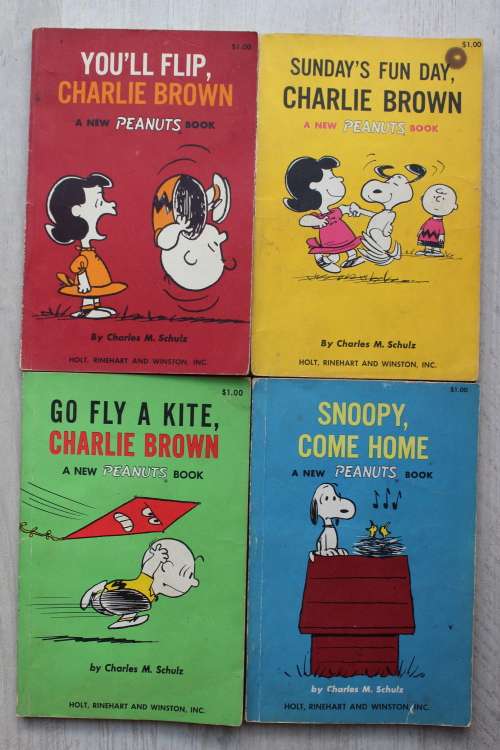 $1.00
YOU'LL FLIP,
CHARLIE BROWN
A NEW PEANUTS BOOK
By Charles M. Schulz
HOLT, RINEHART AND WINSTON, INC.
$1.00
SUNDAY'S FUN DAY,
CHARLIE BROWN
A NEW PEANUTS BOOK
By Charles M. Schulz
HOLT, RINEHART AND WINSTON, INC.
$1.00
GO FLY A KITE,
CHARLIE BROWN
A NEW PEANUTS BOOK
by Charles M. Schulz
HOLT, RINEHART AND WINSTON, INC.
$1.00
SNOOPY,
COME HOME
A NEW PEANUTS BOOK
by Charles M. Schulz
HOLT, RINEHART AND WINSTON, INC.